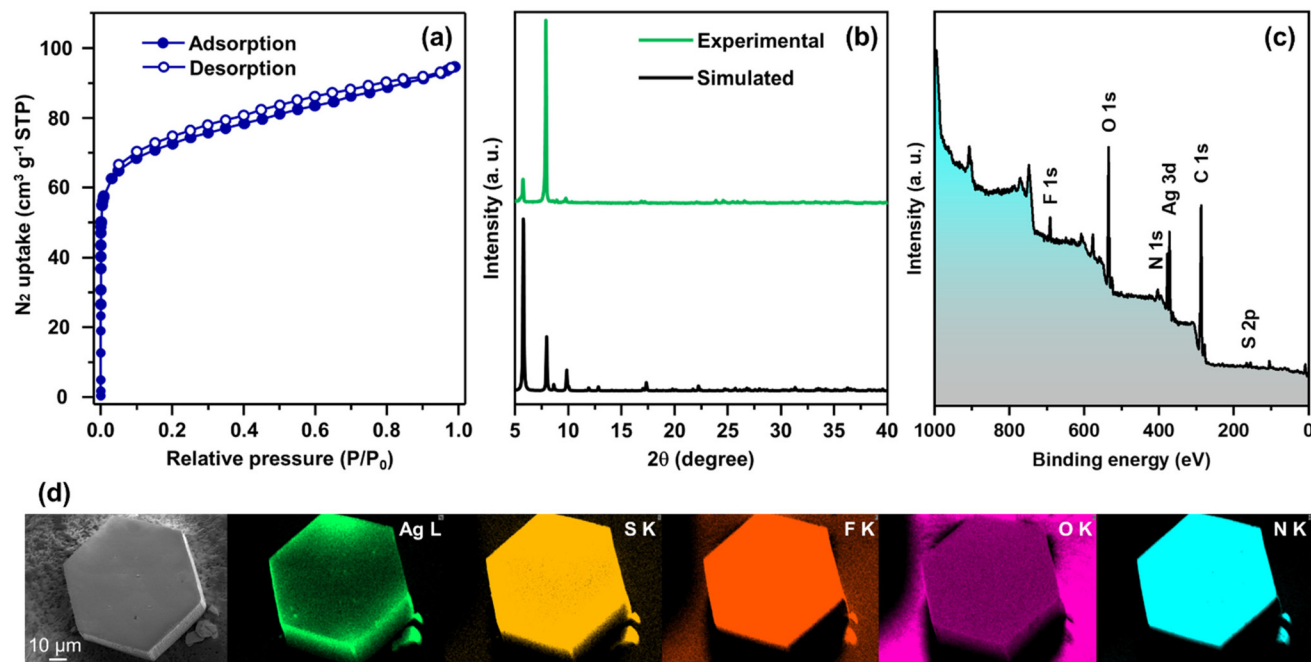 (a)
Adsorption
Desorption
N₂ uptake (cm³ g⁻¹ STP)
100
80
60
40
20
0
0.0 0.2 0.4 0.6 0.8 1.0
Relative pressure (P/P₀)
(b)
Experimental
Simulated
Intensity (a. u.)
5 10 15 20 25 30 35 40
2θ (degree)
(c)
Intensity (a. u.)
F 1s
O 1s
N 1s
Ag 3d
C 1s
S 2p
1000 800 600 400 200 0
Binding energy (eV)
(d)
10 µm
Ag L
S K
F K
O K
N K